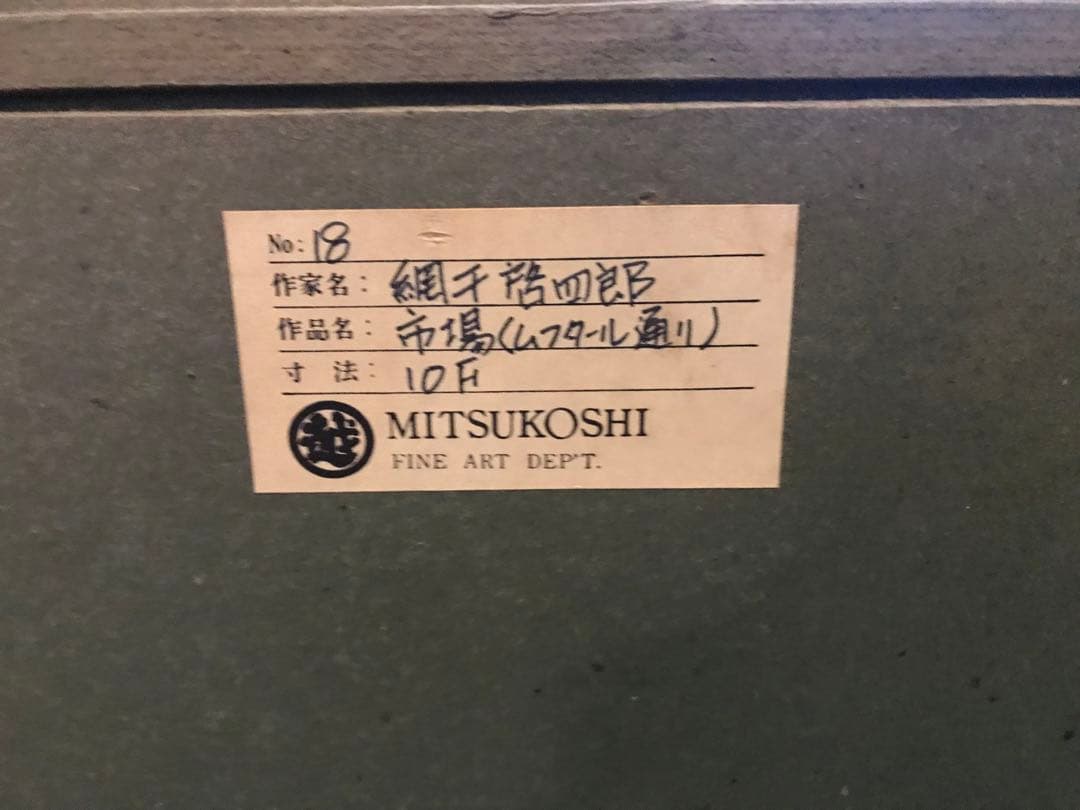 No: 18
作家名: 網干啓四郎
作品名: 市場(ムフタール通り)
寸 法: 10F
越 MITSUKOSHI
FINE ART DEP'T.